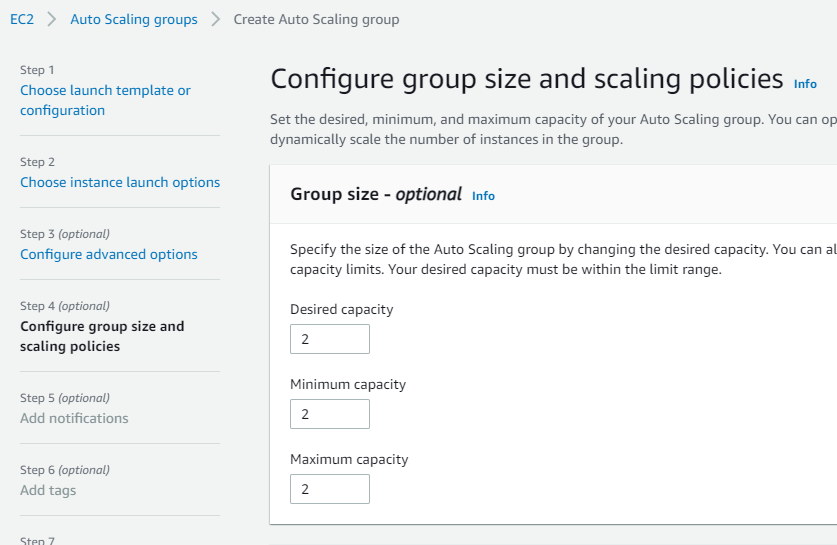 EC2 > Auto Scaling groups > Create Auto Scaling group
Step 1
Choose launch template or
configuration
Step 2
Choose instance launch options
Step 3 (optional)
Configure advanced options
Step 4 (optional)
Configure group size and
scaling policies
Step 5 (optional)
Add notifications
Step 6 (optional)
Add tags
Step 7
Configure group size and scaling policies Info
Set the desired, minimum, and maximum capacity of your Auto Scaling group. You can op
dynamically scale the number of instances in the group.
Group size - optional Info
Specify the size of the Auto Scaling group by changing the desired capacity. You can al
capacity limits. Your desired capacity must be within the limit range.
Desired capacity
2
Minimum capacity
2
Maximum capacity
2